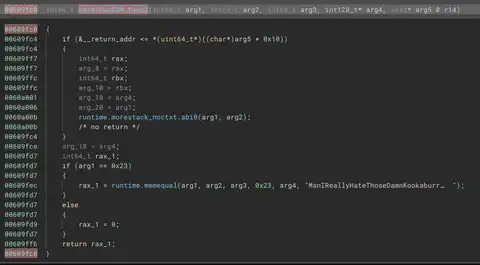 00609fc0 int64_t main.RunGUI.func2(int64_t arg1, int64_t arg2, int64_t arg3, int128_t* arg4, void* arg5 @ r14)
00609fc0 {
00609fc4 if (&__return_addr <= *(uint64_t*)((char*)arg5 + 0x10))
00609fc4 {
00609ff7 int64_t rax;
00609ff7 arg_8 = rax;
00609ffc int64_t rbx;
00609ffc arg_10 = rbx;
0060a001 arg_18 = arg4;
0060a006 arg_20 = arg1;
0060a00b runtime.morestack_noctxt.abi0(arg1, arg2);
0060a00b /* no return */
00609fc4 }
00609fce arg_18 = arg4;
00609fd7 int64_t rax_1;
00609fd7 if (arg1 == 0x23)
00609fd7 {
00609fec rax_1 = runtime.memequal(arg1, arg2, arg3, 0x23, arg4, "ManIReallyHateThoseDamnKookaburr… ");
00609fd7 }
00609fd7 else
00609fd7 {
00609fd9 rax_1 = 0;
00609fd7 }
00609ff6 return rax_1;
00609fc0 }